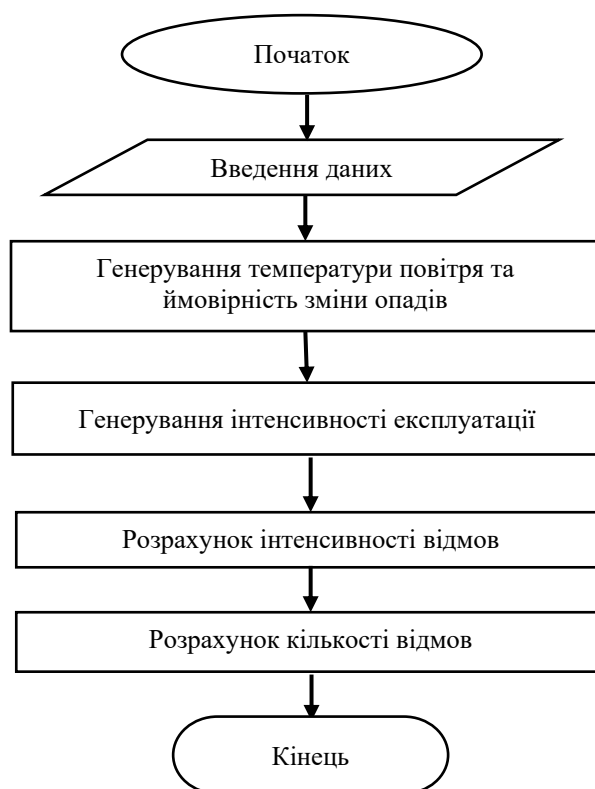 Початок
Введення даних
Генерування температури повітря та
ймовірність зміни опадів
Генерування інтенсивності експлуатації
Розрахунок інтенсивності відмов
Розрахунок кількості відмов
Кінець